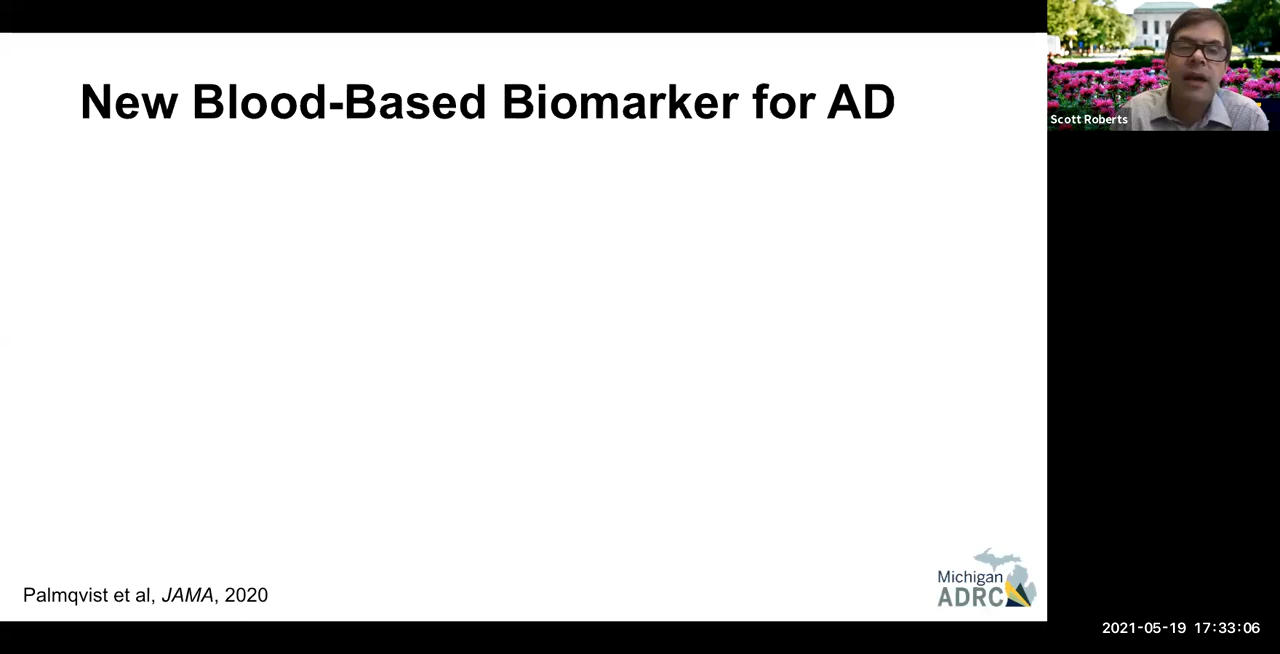 New Blood-Based Biomarker for AD
Scott Roberts
Palmqvist et al, JAMA, 2020
Michigan
ADRC
2021-05-19 17:33:06